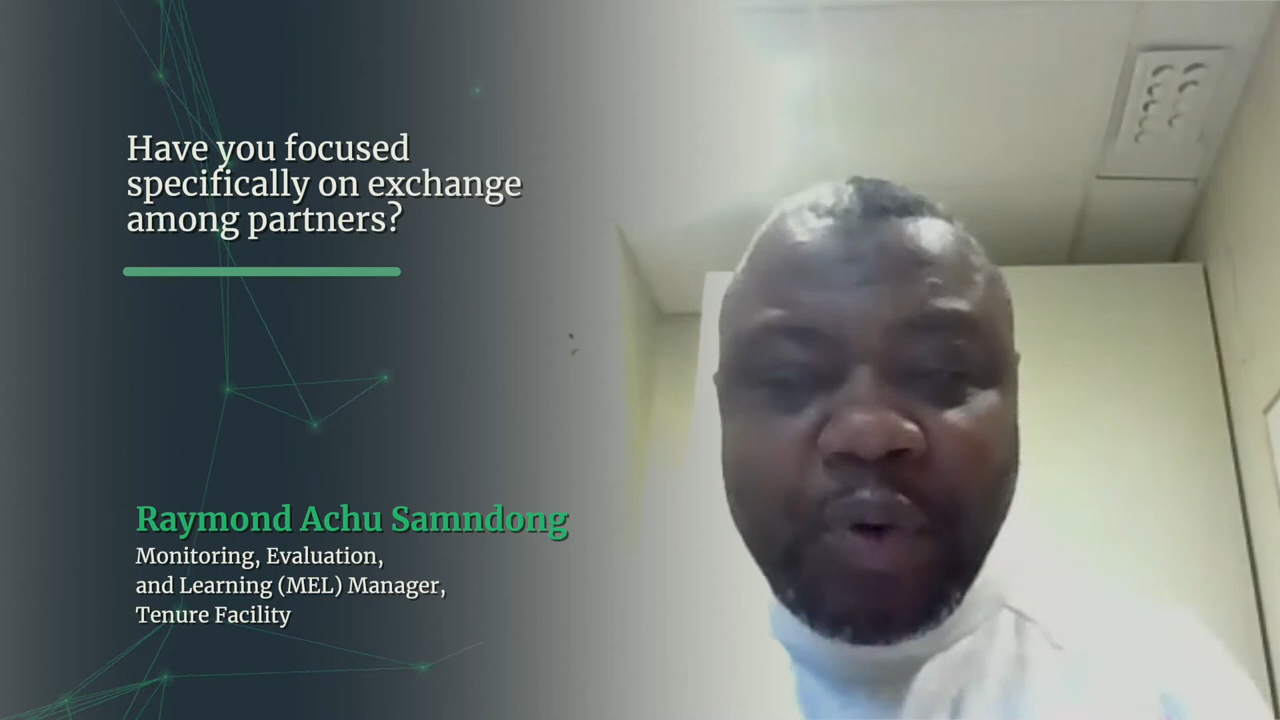 Have you focused
specifically on exchange
among partners?
Raymond Achu Samndong
Monitoring, Evaluation,
and Learning (MEL) Manager,
Tenure Facility